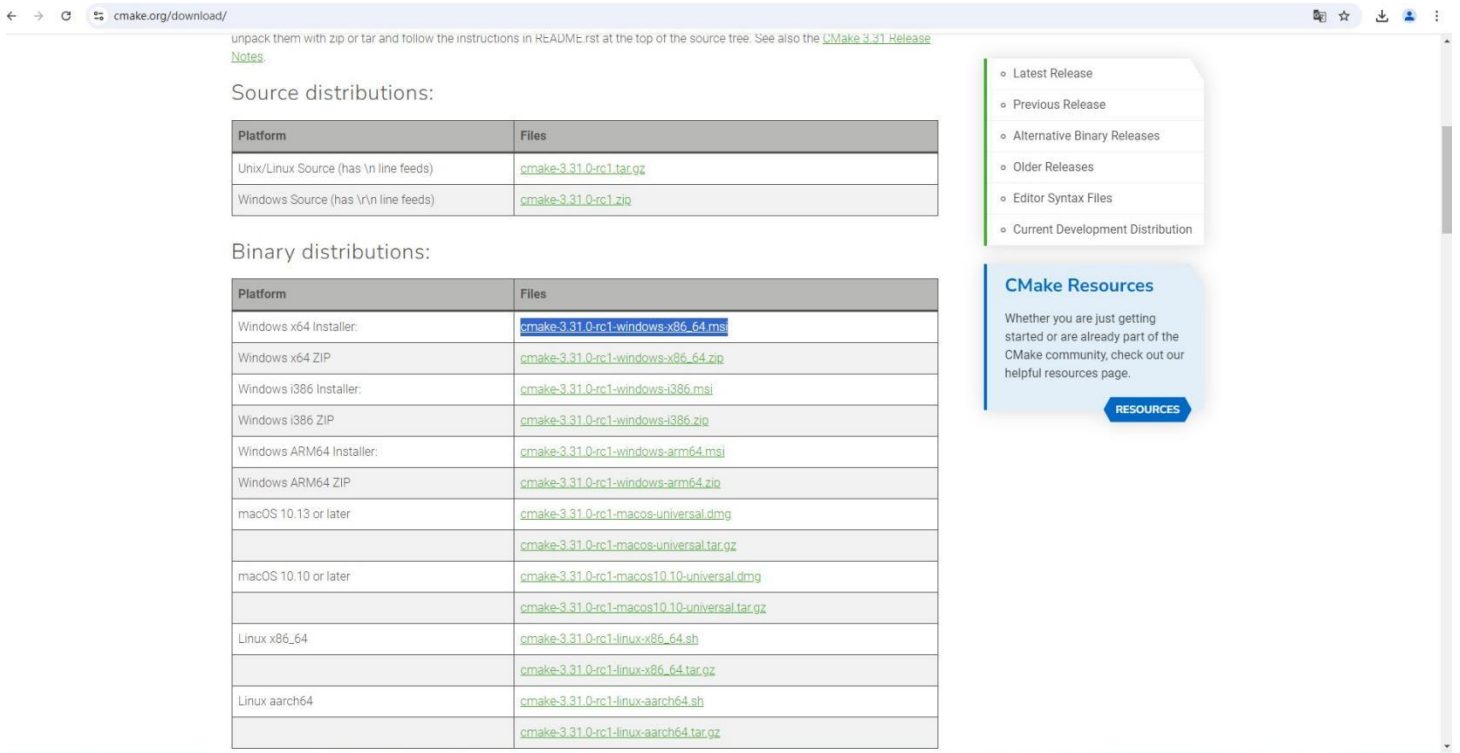 cmake.org/download/
unpack them with zip or tar and follow the instructions in README.rst at the top of the source tree. See also the CMake 3.31 Release
Notes.
Source distributions:
Platform Files
Unix/Linux Source (has \n line feeds) cmake-3.31.0-rc1.tar.gz
Windows Source (has \r\n line feeds) cmake-3.31.0-rc1.zip
Binary distributions:
Platform Files
Windows x64 Installer: cmake-3.31.0-rc1-windows-x86_64.msi
Windows x64 ZIP cmake-3.31.0-rc1-windows-x86_64.zip
Windows i386 Installer: cmake-3.31.0-rc1-windows-i386.msi
Windows i386 ZIP cmake-3.31.0-rc1-windows-i386.zip
Windows ARM64 Installer: cmake-3.31.0-rc1-windows-arm64.msi
Windows ARM64 ZIP cmake-3.31.0-rc1-windows-arm64.zip
macOS 10.13 or later cmake-3.31.0-rc1-macos-universal.dmg
cmake-3.31.0-rc1-macos-universal.tar.gz
macOS 10.10 or later cmake-3.31.0-rc1-macos10.10-universal.dmg
cmake-3.31.0-rc1-macos10.10-universal.tar.gz
Linux x86_64 cmake-3.31.0-rc1-linux-x86_64.sh
cmake-3.31.0-rc1-linux-x86_64.tar.gz
Linux aarch64 cmake-3.31.0-rc1-linux-aarch64.sh
cmake-3.31.0-rc1-linux-aarch64.tar.gz
Latest Release
Previous Release
Alternative Binary Releases
Older Releases
Editor Syntax Files
Current Development Distribution
CMake Resources
Whether you are just getting
started or are already part of the
CMake community, check out our
helpful resources page.
RESOURCES